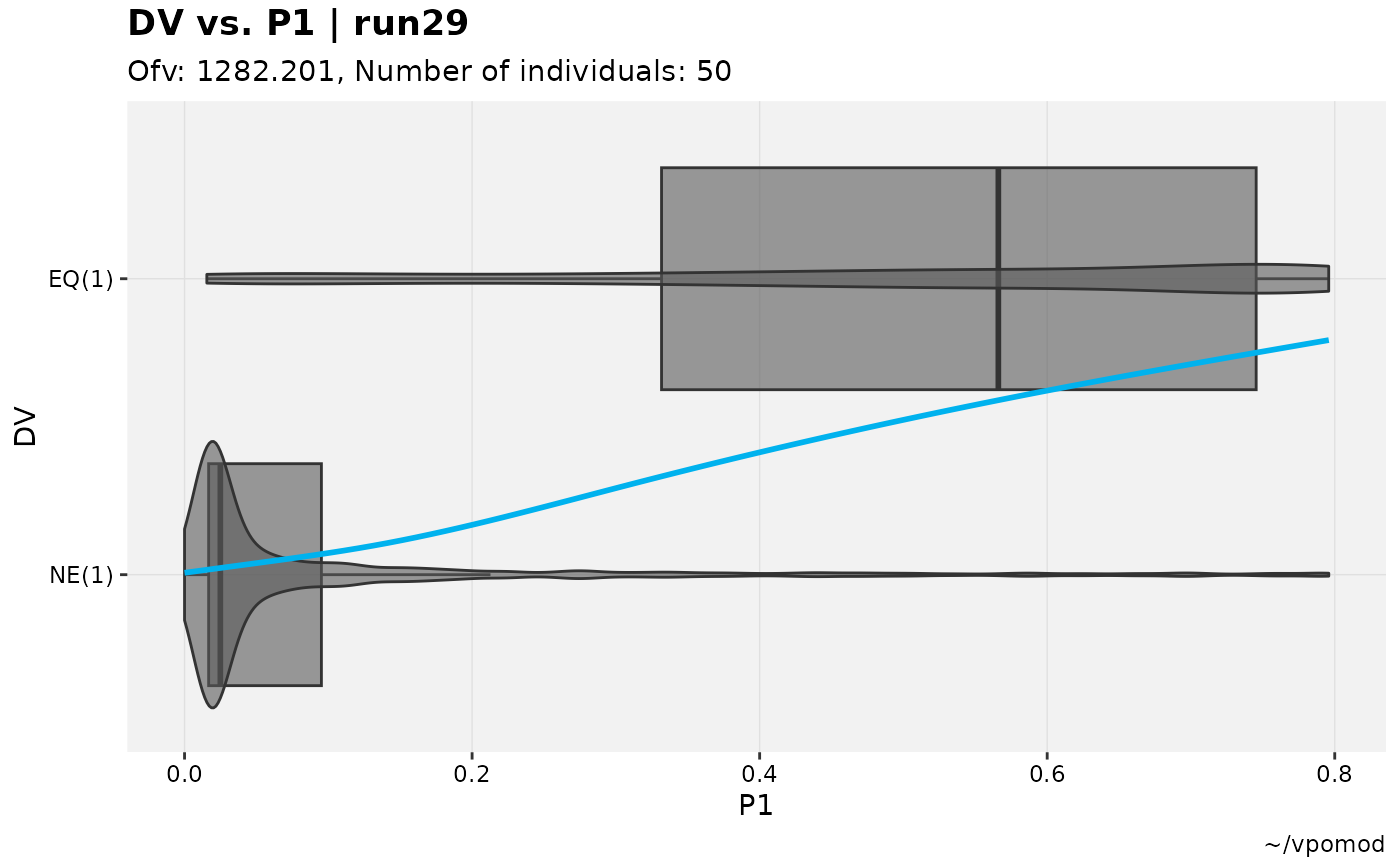 DV vs. P1 | run29
Ofv: 1282.201, Number of individuals: 50
DV
EQ(1)
NE(1)
0.0 0.2 0.4 0.6 0.8
P1
~/vpomod